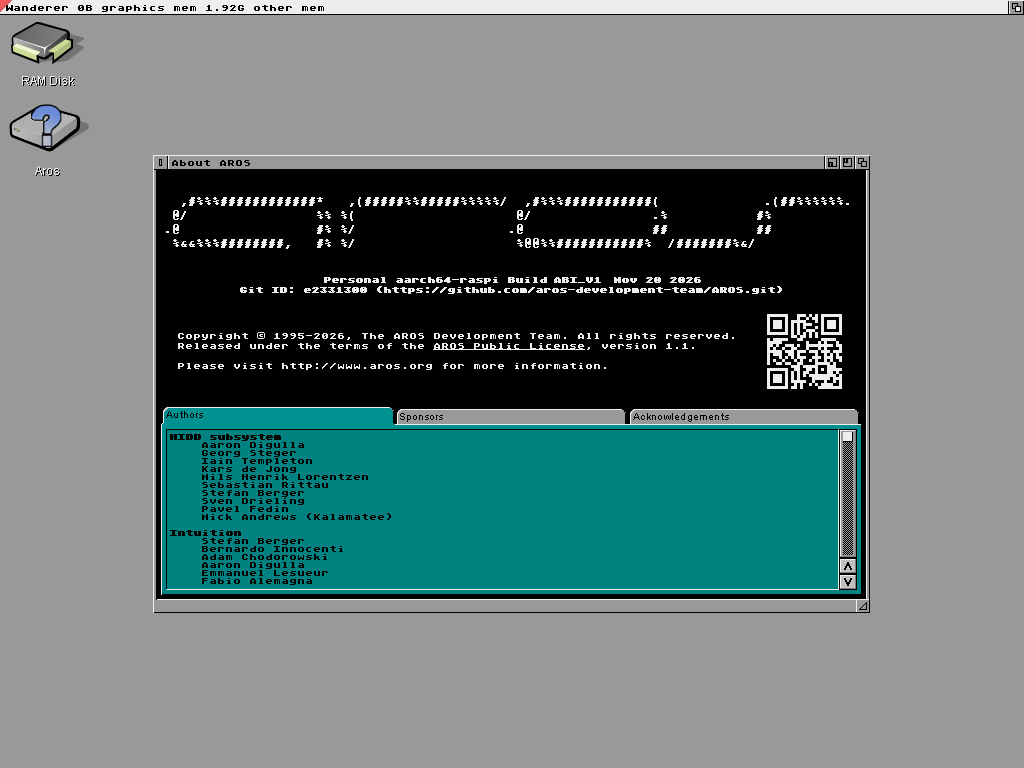 Wanderer 0B graphics mem 1.92G other mem
RAM Disk
Aros
About AROS
,#%%%############*   ,(#####%%#####%%%%%/  ,#%%%###########(             .(##%%%%%%.
@/                %% %(                    @/               .%           #%
.@                 #% %/                   .@                ##           ##
%&&%%%########,   #% %/                    %@@%%###########%  /#######%&/
Personal aarch64-raspi Build ABI_V1 Nov 20 2026
Git ID: e2331300 (https://github.com/aros-development-team/AROS.git)
Copyright © 1995-2026, The AROS Development Team. All rights reserved.
Released under the terms of the AROS Public License, version 1.1.
Please visit http://www.aros.org for more information.
Authors
Sponsors
Acknowledgements
HIDD subsystem
Aaron Digulla
Georg Steger
Iain Templeton
Kars de Jong
Nils Henrik Lorentzen
Sebastian Rittau
Stefan Berger
Sven Drieling
Pavel Fedin
Nick Andrews (Kalamatee)
Intuition
Stefan Berger
Bernardo Innocenti
Adam Chodorowski
Aaron Digulla
Emmanuel Lesueur
Fabio Alemagna